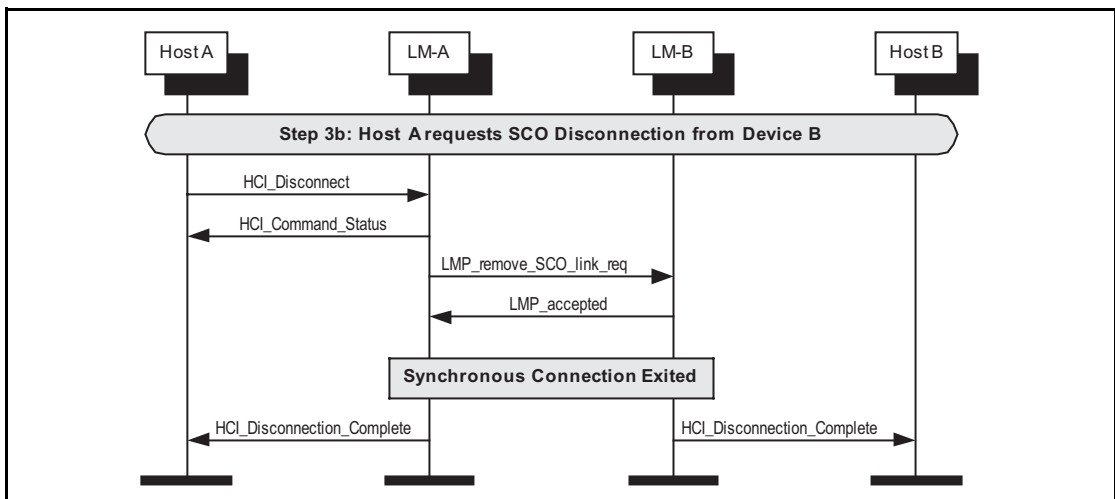 Host A
LM-A
LM-B
Host B
Step 3b: Host A requests SCO Disconnection from Device B
HCI_Disconnect
HCI_Command_Status
LMP_remove_SCO_link_req
LMP_accepted
Synchronous Connection Exited
HCI_Disconnection_Complete
HCI_Disconnection_Complete